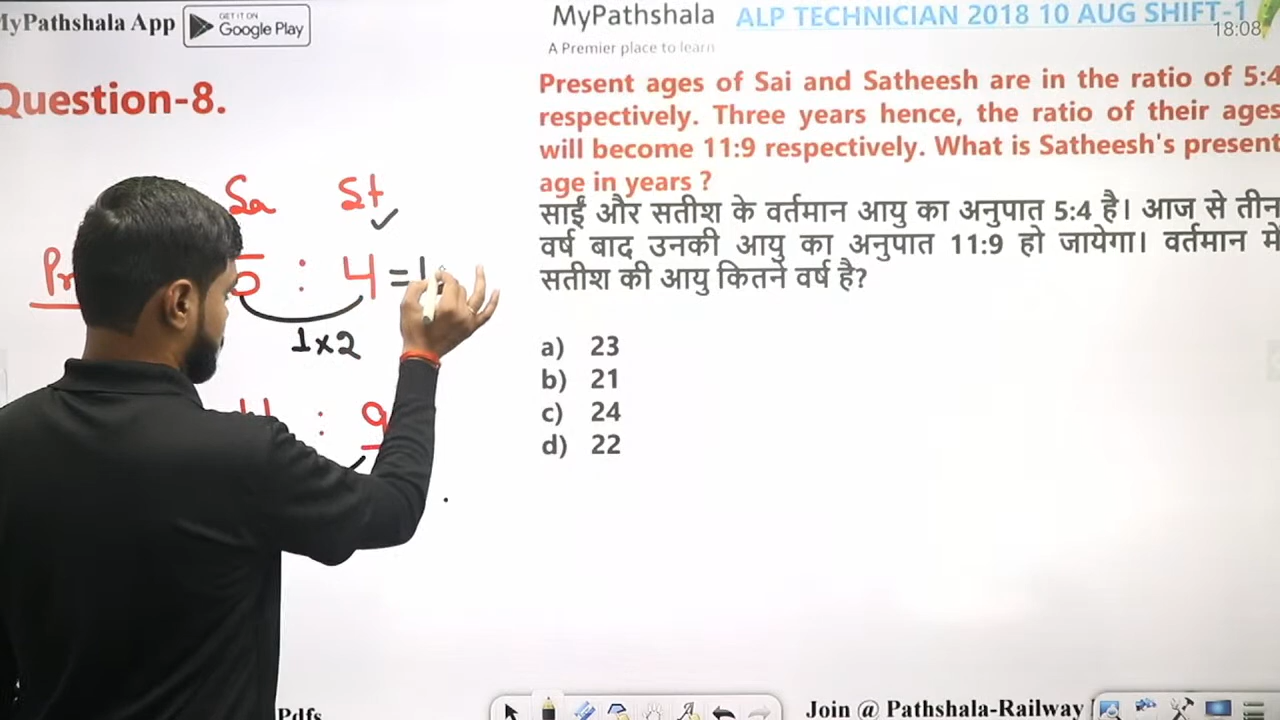 MyPathshala App
GET IT ON
Google Play
MyPathshala
A Premier place to learn
ALP TECHNICIAN 2018 10 AUG SHIFT-1
18:08
Question-8.
Present ages of Sai and Satheesh are in the ratio of 5:4
respectively. Three years hence, the ratio of their ages
will become 11:9 respectively. What is Satheesh's present
age in years ?
साईं और सतीश के वर्तमान आयु का अनुपात 5:4 है। आज से तीन
वर्ष बाद उनकी आयु का अनुपात 11:9 हो जायेगा। वर्तमान में
सतीश की आयु कितने वर्ष है?
a) 23
b) 21
c) 24
d) 22
Sa St
Pr 5 : 4 =
1×2
11 : 9
Pdfs
Join @ Pathshala-Railway